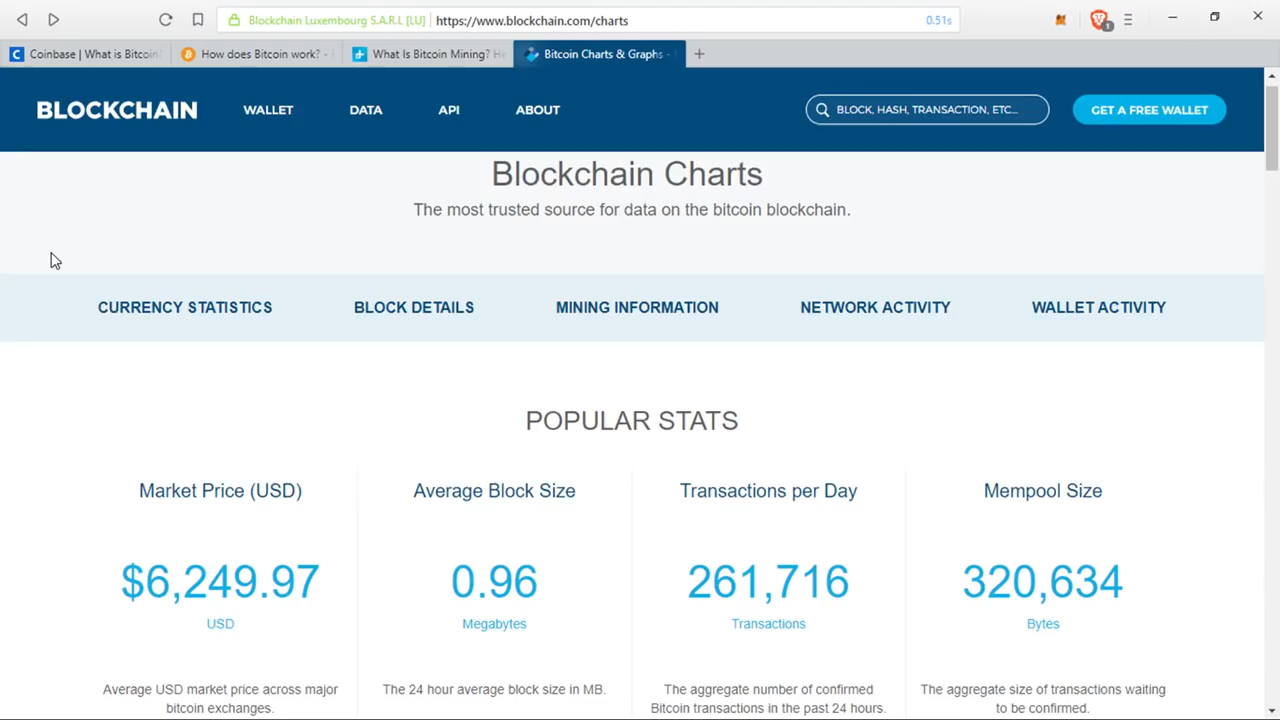 Blockchain Luxembourg S.A.R.L [LU] https://www.blockchain.com/charts 0.51s 1
Coinbase | What is Bitcoin? How does Bitcoin work? - What Is Bitcoin Mining? He Bitcoin Charts & Graphs -
BLOCKCHAIN WALLET DATA API ABOUT BLOCK, HASH, TRANSACTION, ETC... GET A FREE WALLET
Blockchain Charts
The most trusted source for data on the bitcoin blockchain.
CURRENCY STATISTICS BLOCK DETAILS MINING INFORMATION NETWORK ACTIVITY WALLET ACTIVITY
POPULAR STATS
Market Price (USD) Average Block Size Transactions per Day Mempool Size
$6,249.97 0.96 261,716 320,634
USD Megabytes Transactions Bytes
Average USD market price across major The 24 hour average block size in MB. The aggregate number of confirmed The aggregate size of transactions waiting
bitcoin exchanges. Bitcoin transactions in the past 24 hours. to be confirmed.